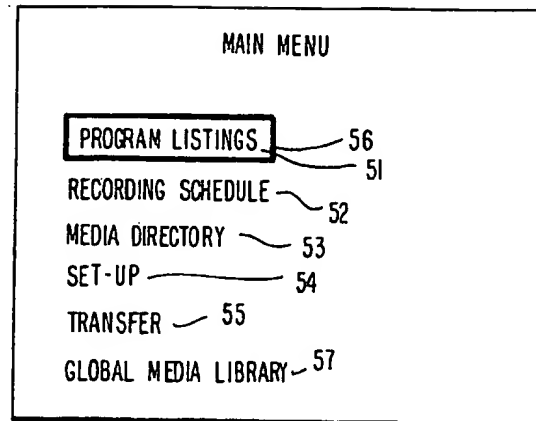 MAIN MENU
PROGRAM LISTINGS 56
51
RECORDING SCHEDULE 52
MEDIA DIRECTORY 53
SET-UP 54
TRANSFER 55
GLOBAL MEDIA LIBRARY 57